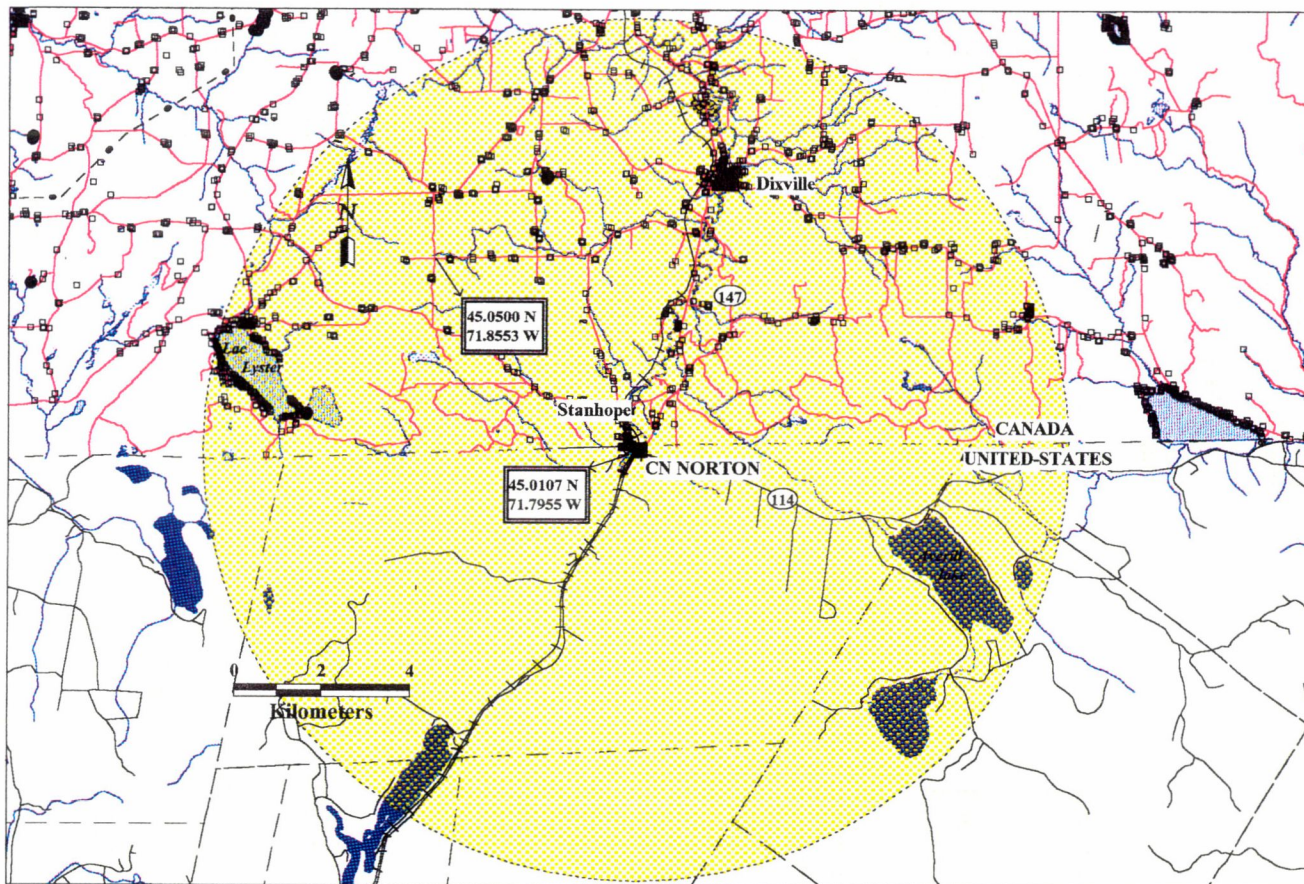 Dixville
N
147
45.0500 N
71.8553 W
Lac
Lyster
Stanhope
CANADA
UNITED-STATES
CN NORTON
45.0107 N
71.7955 W
114
0 2 4
Kilometers